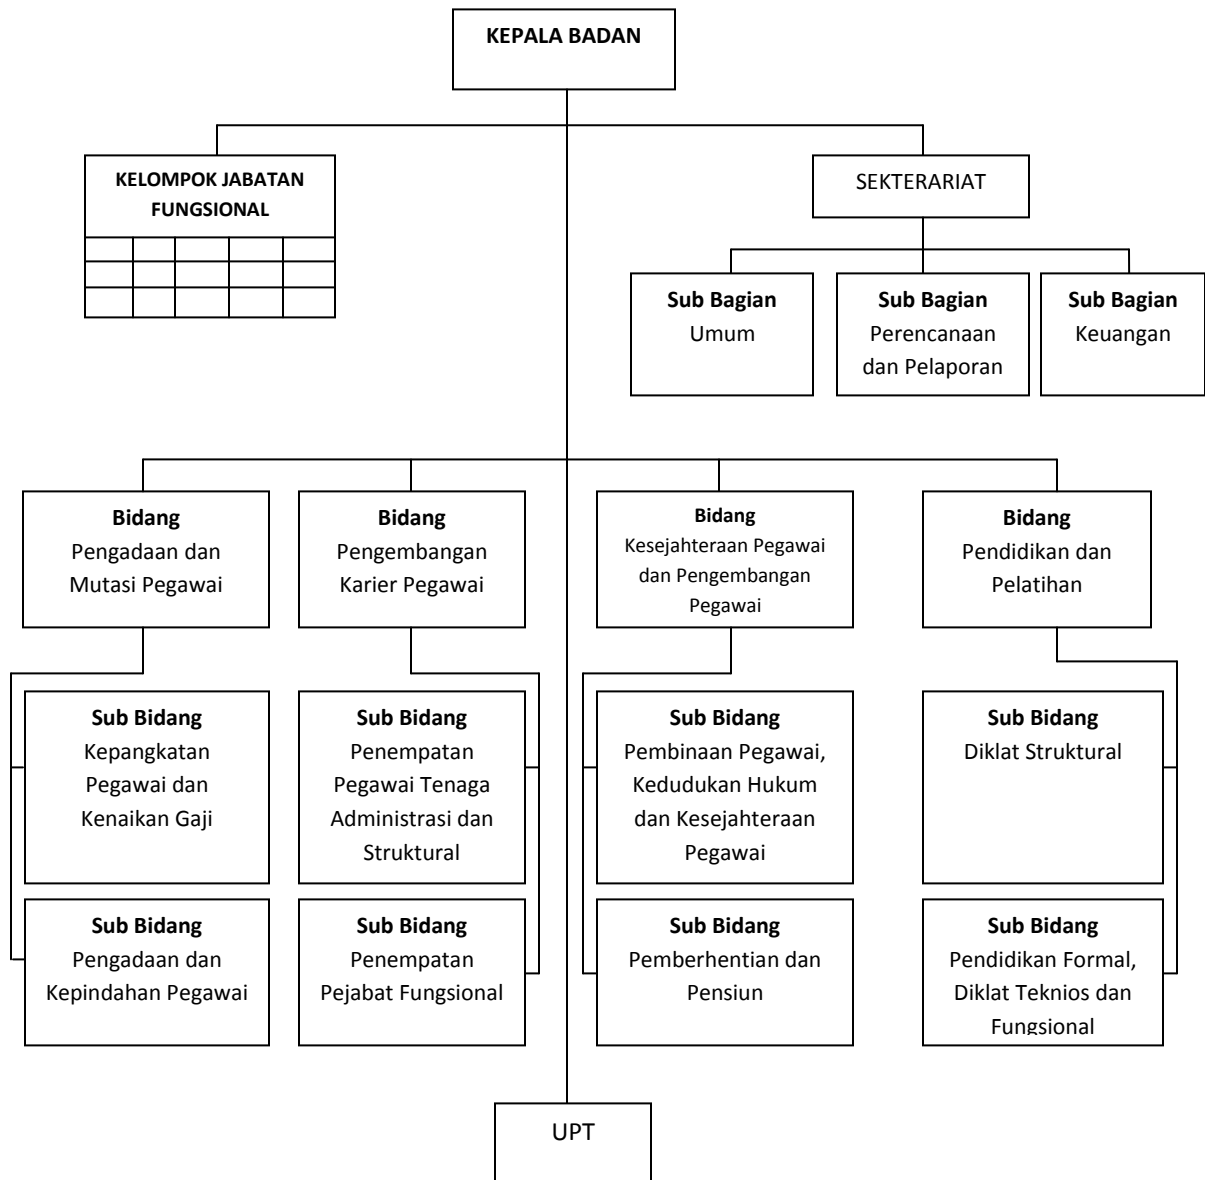 KEPALA BADAN
KELOMPOK JABATAN
FUNGSIONAL
SEKTERARIAT
Sub Bagian
Umum
Sub Bagian
Perencanaan
dan Pelaporan
Sub Bagian
Keuangan
Bidang
Pengadaan dan
Mutasi Pegawai
Bidang
Pengembangan
Karier Pegawai
Bidang
Kesejahteraan Pegawai
dan Pengembangan
Pegawai
Bidang
Pendidikan dan
Pelatihan
Sub Bidang
Kepangkatan
Pegawai dan
Kenaikan Gaji
Sub Bidang
Penempatan
Pegawai Tenaga
Administrasi dan
Struktural
Sub Bidang
Pembinaan Pegawai,
Kedudukan Hukum
dan Kesejahteraan
Pegawai
Sub Bidang
Diklat Struktural
Sub Bidang
Pengadaan dan
Kepindahan Pegawai
Sub Bidang
Penempatan
Pejabat Fungsional
Sub Bidang
Pemberhentian dan
Pensiun
Sub Bidang
Pendidikan Formal,
Diklat Teknios dan
Fungsional
UPT